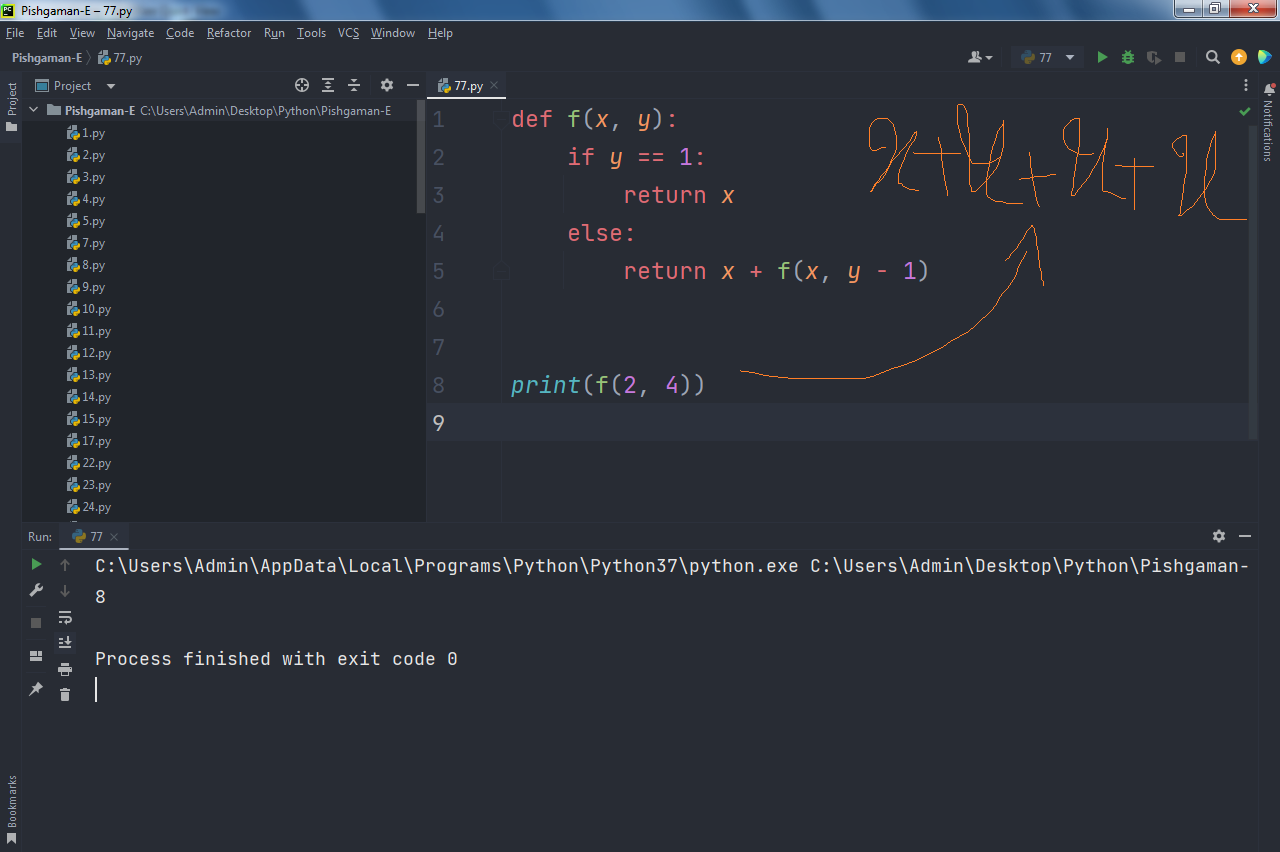 Pishgaman-E – 77.py
File Edit View Navigate Code Refactor Run Tools VCS Window Help
Pishgaman-E 77.py
77
Project
Project
77.py
Notifications
Pishgaman-E C:\Users\Admin\Desktop\Python\Pishgaman-E
1.py
2.py
3.py
4.py
5.py
7.py
8.py
9.py
10.py
11.py
12.py
13.py
14.py
15.py
17.py
22.py
23.py
24.py
1 def f(x, y):
2 if y == 1:
3 return x
4 else:
5 return x + f(x, y - 1)
6
7
8 print(f(2, 4))
9
2+2+2+2
Run: 77
C:\Users\Admin\AppData\Local\Programs\Python\Python37\python.exe C:\Users\Admin\Desktop\Python\Pishgaman-
8
Process finished with exit code 0
Bookmarks